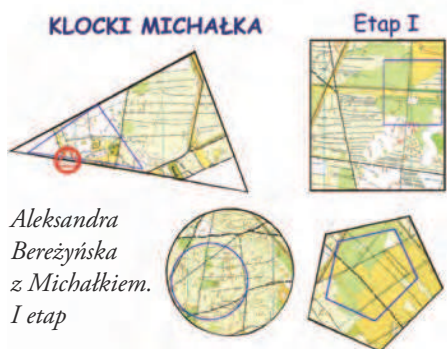 KLOCKI MICHAŁKA
Etap I
Aleksandra
Bereżyńska
z Michałkiem.
I etap